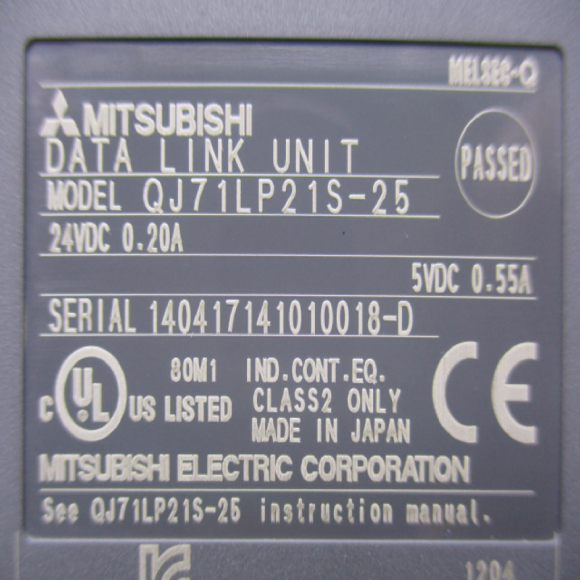 MELSEC-Q
MITSUBISHI
DATA LINK UNIT
PASSED
MODEL QJ71LP21S-25
24VDC 0.20A
5VDC 0.55A
SERIAL 140417141010018-D
80M1 IND.CONT.EQ.
C UL US LISTED CLASS2 ONLY
MADE IN JAPAN
CE
MITSUBISHI ELECTRIC CORPORATION
See QJ71LP21S-25 instruction manual.
1204